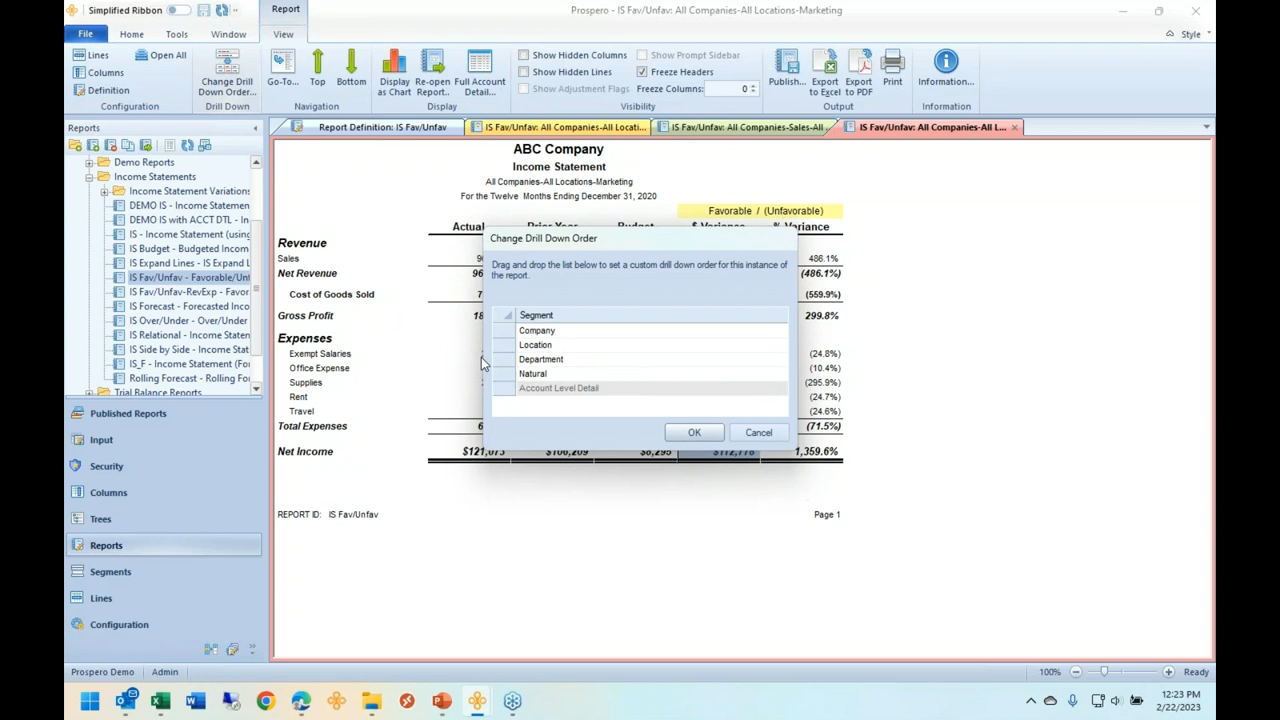 Simplified Ribbon
Report
Prospero - IS Fav/Unfav: All Companies-All Locations-Marketing
File
Home
Tools
Window
View
Style
Lines
Columns
Definition
Open All
Configuration
Change Drill
Down Order...
Drill Down
Go-To...
Top
Bottom
Navigation
Display
as Chart
Re-open
Report..
Full Account
Detail...
Display
Show Hidden Columns
Show Hidden Lines
Show Adjustment Flags
Show Prompt Sidebar
Freeze Headers
Freeze Columns:
0
Visibility
Publish...
Export
to Excel
Export
to PDF
Print
Output
Information...
Information
Reports
Report Definition: IS Fav/Unfav
IS Fav/Unfav: All Companies-All Locati...
IS Fav/Unfav: All Companies-Sales-All
IS Fav/Unfav: All Companies-All L...
Demo Reports
Income Statements
Income Statement Variations
DEMO IS - Income Statemen
DEMO IS with ACCT DTL - In
IS - Income Statement (using
IS Budget - Budgeted Incom
IS Expand Lines - IS Expand L
IS Fav/Unfav - Favorable/Unf
IS Fav/Unfav-RevExp - Favor
IS Forecast - Forecasted Inco
IS Over/Under - Over/Under
IS Relational - Income Statem
IS Side by Side - Income Stat
IS_F - Income Statement (Fo
Rolling Forecast - Rolling Fo
Trial Balance Reports
Published Reports
Input
Security
Columns
Trees
Reports
Segments
Lines
Configuration
ABC Company
Income Statement
All Companies-All Locations-Marketing
For the Twelve Months Ending December 31, 2020
Favorable / (Unfavorable)
Actual Prior Year Budget $ Variance % Variance
Revenue
Sales 486.1%
Net Revenue (486.1%)
Cost of Goods Sold (559.9%)
Gross Profit 299.8%
Expenses
Exempt Salaries (24.8%)
Office Expense (10.4%)
Supplies (295.9%)
Rent (24.7%)
Travel (24.6%)
Total Expenses (71.5%)
Net Income $121,073 $106,209 $8,295 $112,778 1,359.6%
REPORT ID: IS Fav/Unfav
Page 1
Change Drill Down Order
Drag and drop the list below to set a custom drill down order for this instance of
the report.
Segment
Company
Location
Department
Natural
Account Level Detail
OK
Cancel
Prospero Demo
Admin
100%
Ready
12:23 PM
2/22/2023